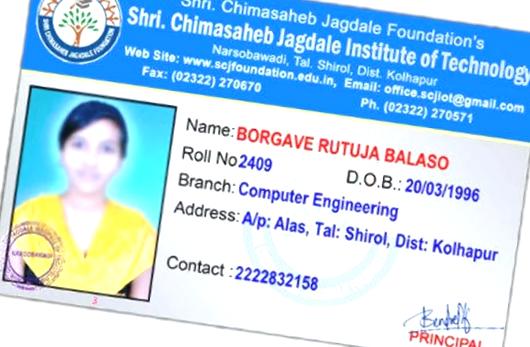 Shri. Chimasaheb Jagdale Foundation's
Shri. Chimasaheb Jagdale Institute of Technology
Narsobawadi, Tal. Shirol, Dist. Kolhapur
Web Site: www.scjfoundation.edu.in, Email: office.scjiot@gmail.com
Fax: (02322) 270670 Ph. (02322) 270571
Name: BORGAVE RUTUJA BALASO
Roll No 2409 D.O.B.: 20/03/1996
Branch: Computer Engineering
Address: A/p: Alas, Tal: Shirol, Dist: Kolhapur
Contact : 2222832158
3
PRINCIPAL